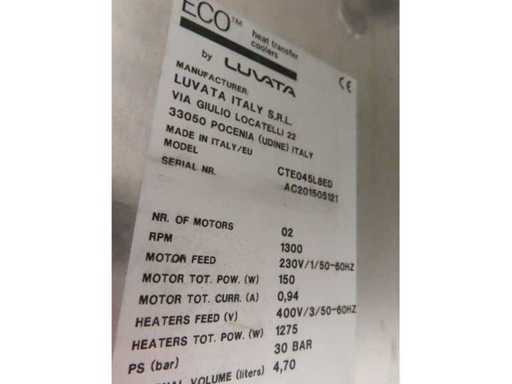 ECO™ heat transfer
coolers
by LUVATA
MANUFACTURER:
LUVATA ITALY S.R.L.
VIA GIULIO LOCATELLI 22
33050 POCENIA (UDINE) ITALY
MADE IN ITALY/EU
MODEL CTE045L8ED
SERIAL NR. AC201505121
NR. OF MOTORS 02
RPM 1300
MOTOR FEED 230V/1/50-60HZ
MOTOR TOT. POW. (W) 150
MOTOR TOT. CURR. (A) 0,94
HEATERS FEED (V) 400V/3/50-60HZ
HEATERS TOT. POW. (W) 1275
PS (bar) 30 BAR
VOLUME (liters) 4,70